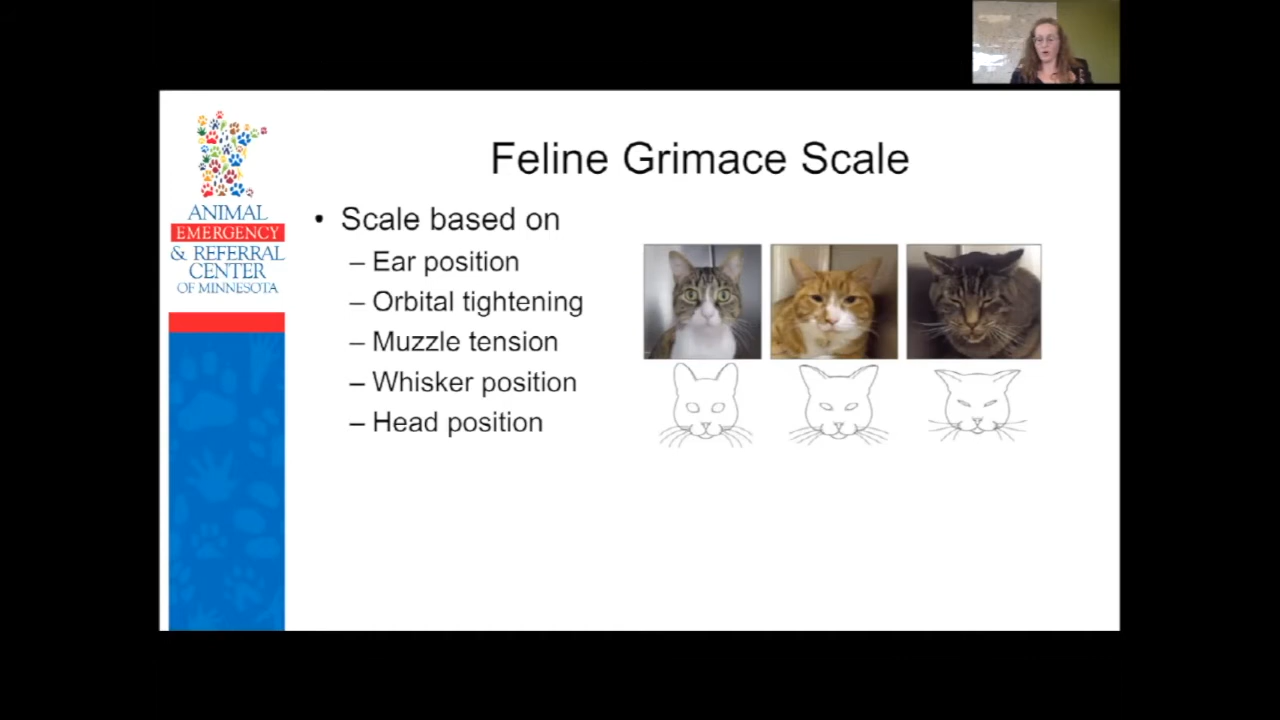 Feline Grimace Scale
ANIMAL
EMERGENCY
& REFERRAL
CENTER
OF MINNESOTA
• Scale based on
– Ear position
– Orbital tightening
– Muzzle tension
– Whisker position
– Head position